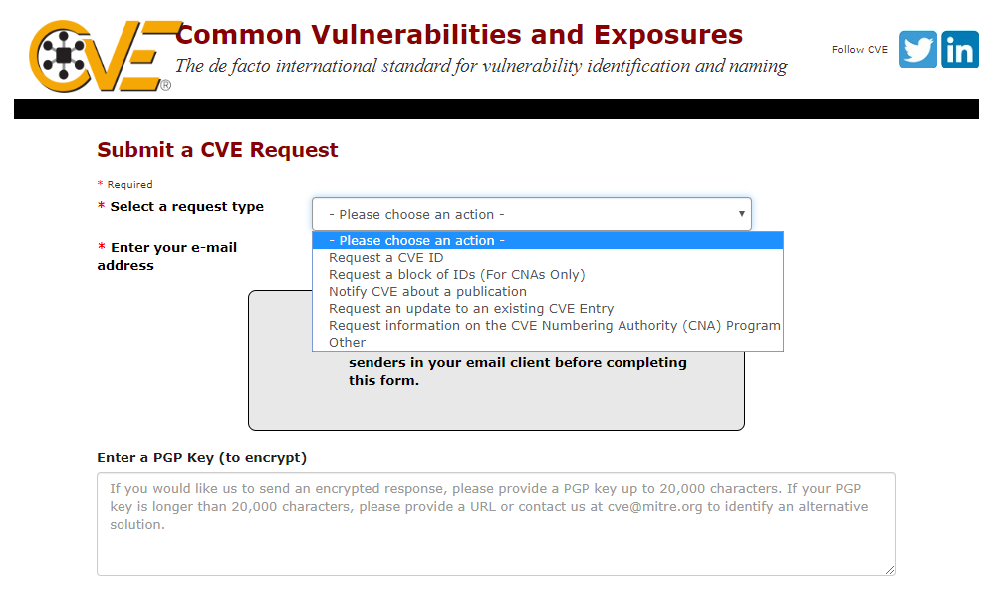 CVE®
Common Vulnerabilities and Exposures
The de facto international standard for vulnerability identification and naming
Follow CVE
in
Submit a CVE Request
* Required
* Select a request type
- Please choose an action -
- Please choose an action -
Request a CVE ID
Request a block of IDs (For CNAs Only)
Notify CVE about a publication
Request an update to an existing CVE Entry
Request information on the CVE Numbering Authority (CNA) Program
Other
* Enter your e-mail
address
senders in your email client before completing
this form.
Enter a PGP Key (to encrypt)
If you would like us to send an encrypted response, please provide a PGP key up to 20,000 characters. If your PGP
key is longer than 20,000 characters, please provide a URL or contact us at cve@mitre.org to identify an alternative
solution.